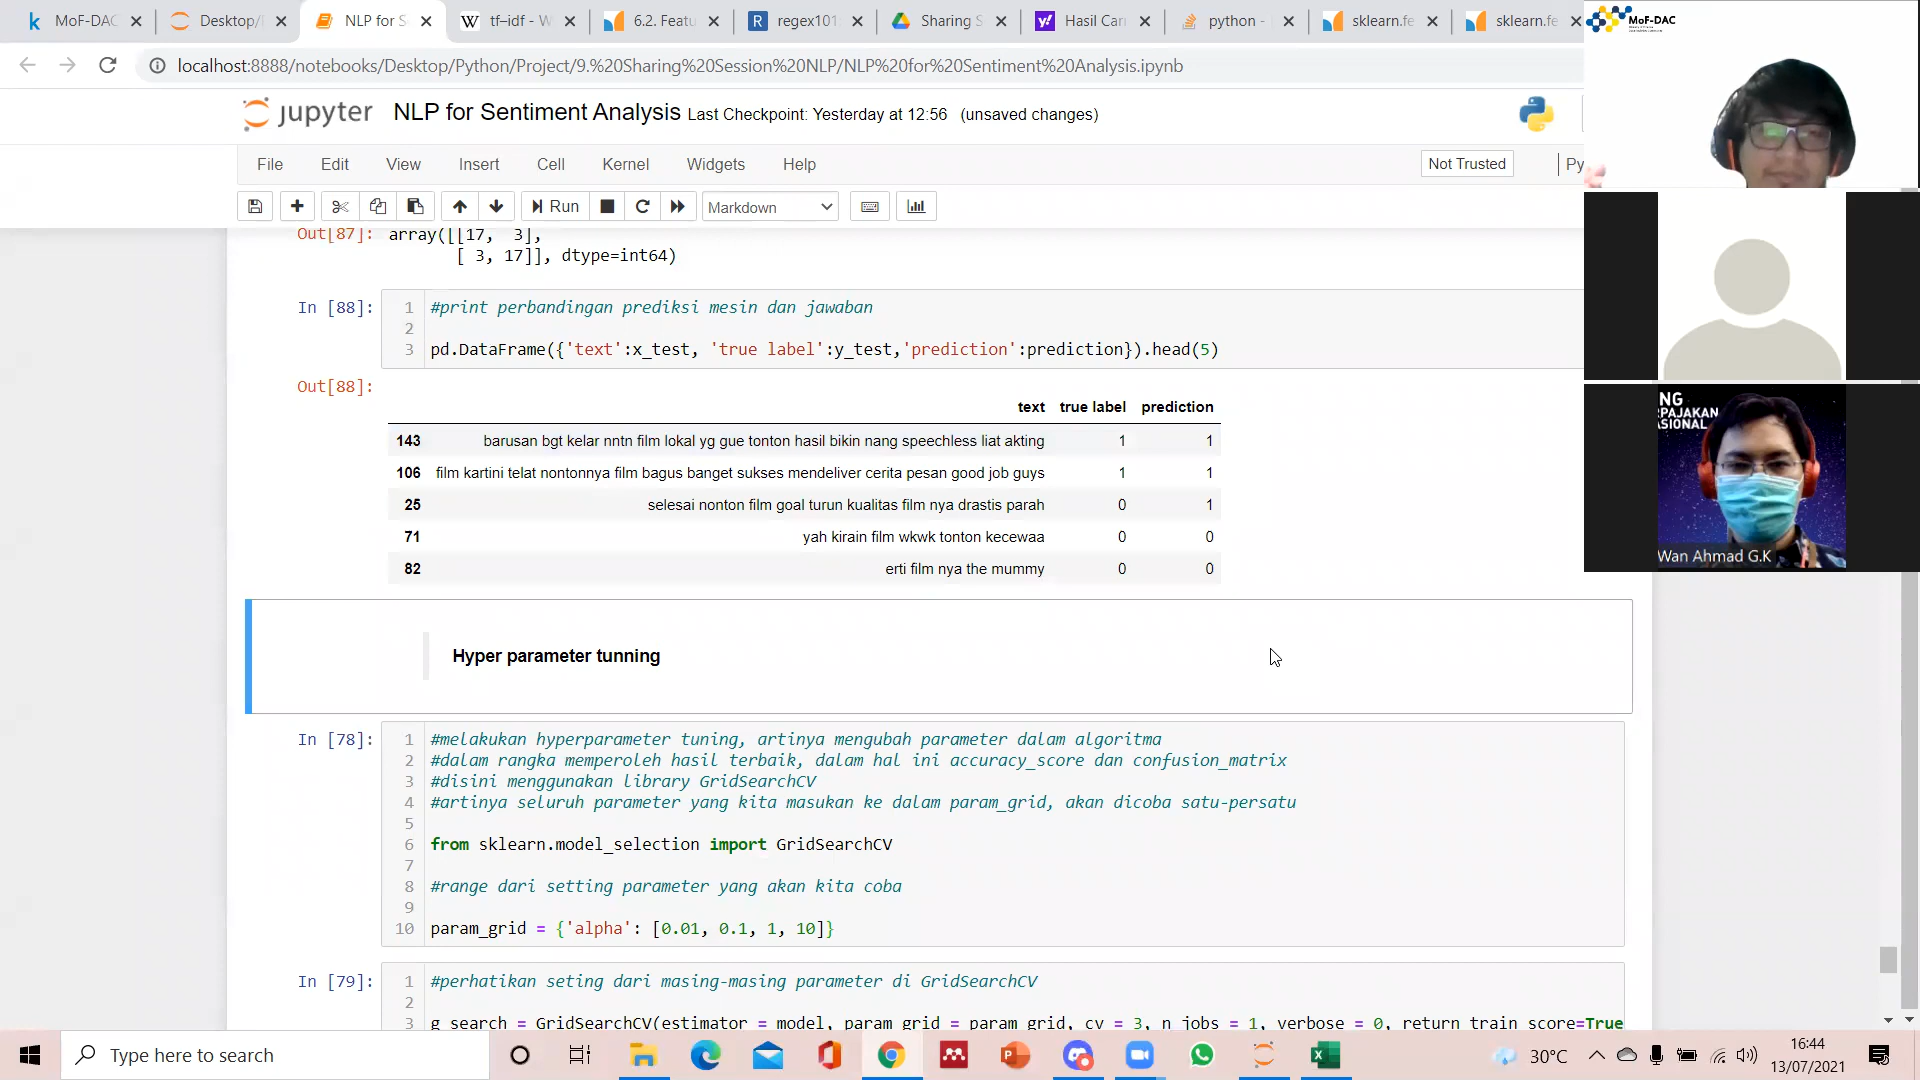 MoF-DAC
Desktop/
NLP for S
tf–idf - W
6.2. Featu
regex101
Sharing S
Hasil Car
python -
sklearn.fe
sklearn.fe
localhost:8888/notebooks/Desktop/Python/Project/9.%20Sharing%20Session%20NLP/NLP%20for%20Sentiment%20Analysis.ipynb
MoF-DAC
jupyter NLP for Sentiment Analysis Last Checkpoint: Yesterday at 12:56 (unsaved changes)
File Edit View Insert Cell Kernel Widgets Help Not Trusted Py
Run Markdown
Out[87]: array([[17, 3],
[ 3, 17]], dtype=int64)
In [88]: 1 #print perbandingan prediksi mesin dan jawaban
2
3 pd.DataFrame({'text':x_test, 'true label':y_test,'prediction':prediction}).head(5)
Out[88]:
text true label prediction
143 barusan bgt kelar nntn film lokal yg gue tonton hasil bikin nang speechless liat akting 1 1
106 film kartini telat nontonnya film bagus banget sukses mendeliver cerita pesan good job guys 1 1
25 selesai nonton film goal turun kualitas film nya drastis parah 0 1
71 yah kirain film wkwk tonton kecewaa 0 0
82 erti film nya the mummy 0 0
NG
RPAJAKAN
ASIONAL
Wan Ahmad G.K
Hyper parameter tunning
In [78]: 1 #melakukan hyperparameter tuning, artinya mengubah parameter dalam algoritma
2 #dalam rangka memperoleh hasil terbaik, dalam hal ini accuracy_score dan confusion_matrix
3 #disini menggunakan library GridSearchCV
4 #artinya seluruh parameter yang kita masukan ke dalam param_grid, akan dicoba satu-persatu
5
6 from sklearn.model_selection import GridSearchCV
7
8 #range dari setting parameter yang akan kita coba
9
10 param_grid = {'alpha': [0.01, 0.1, 1, 10]}
In [79]: 1 #perhatikan seting dari masing-masing parameter di GridSearchCV
2
3 g_search = GridSearchCV(estimator = model, param_grid = param_grid, cv = 3, n_jobs = 1, verbose = 0, return_train_score=True
Type here to search
30°C
16:44
13/07/2021